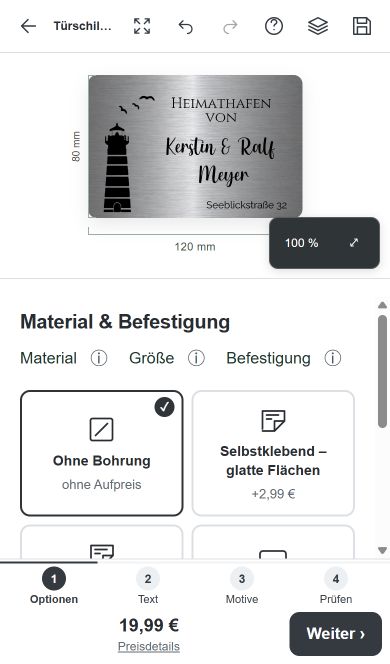 Türschil...
HEIMATHAFEN
VON
Kerstin & Ralf
Meyer
Seeblickstraße 32
80 mm
120 mm
100 %
Material & Befestigung
Material Größe Befestigung
Ohne Bohrung
ohne Aufpreis
Selbstklebend –
glatte Flächen
+2,99 €
1 2 3 4
Optionen Text Motive Prüfen
19,99 €
Preisdetails
Weiter ›